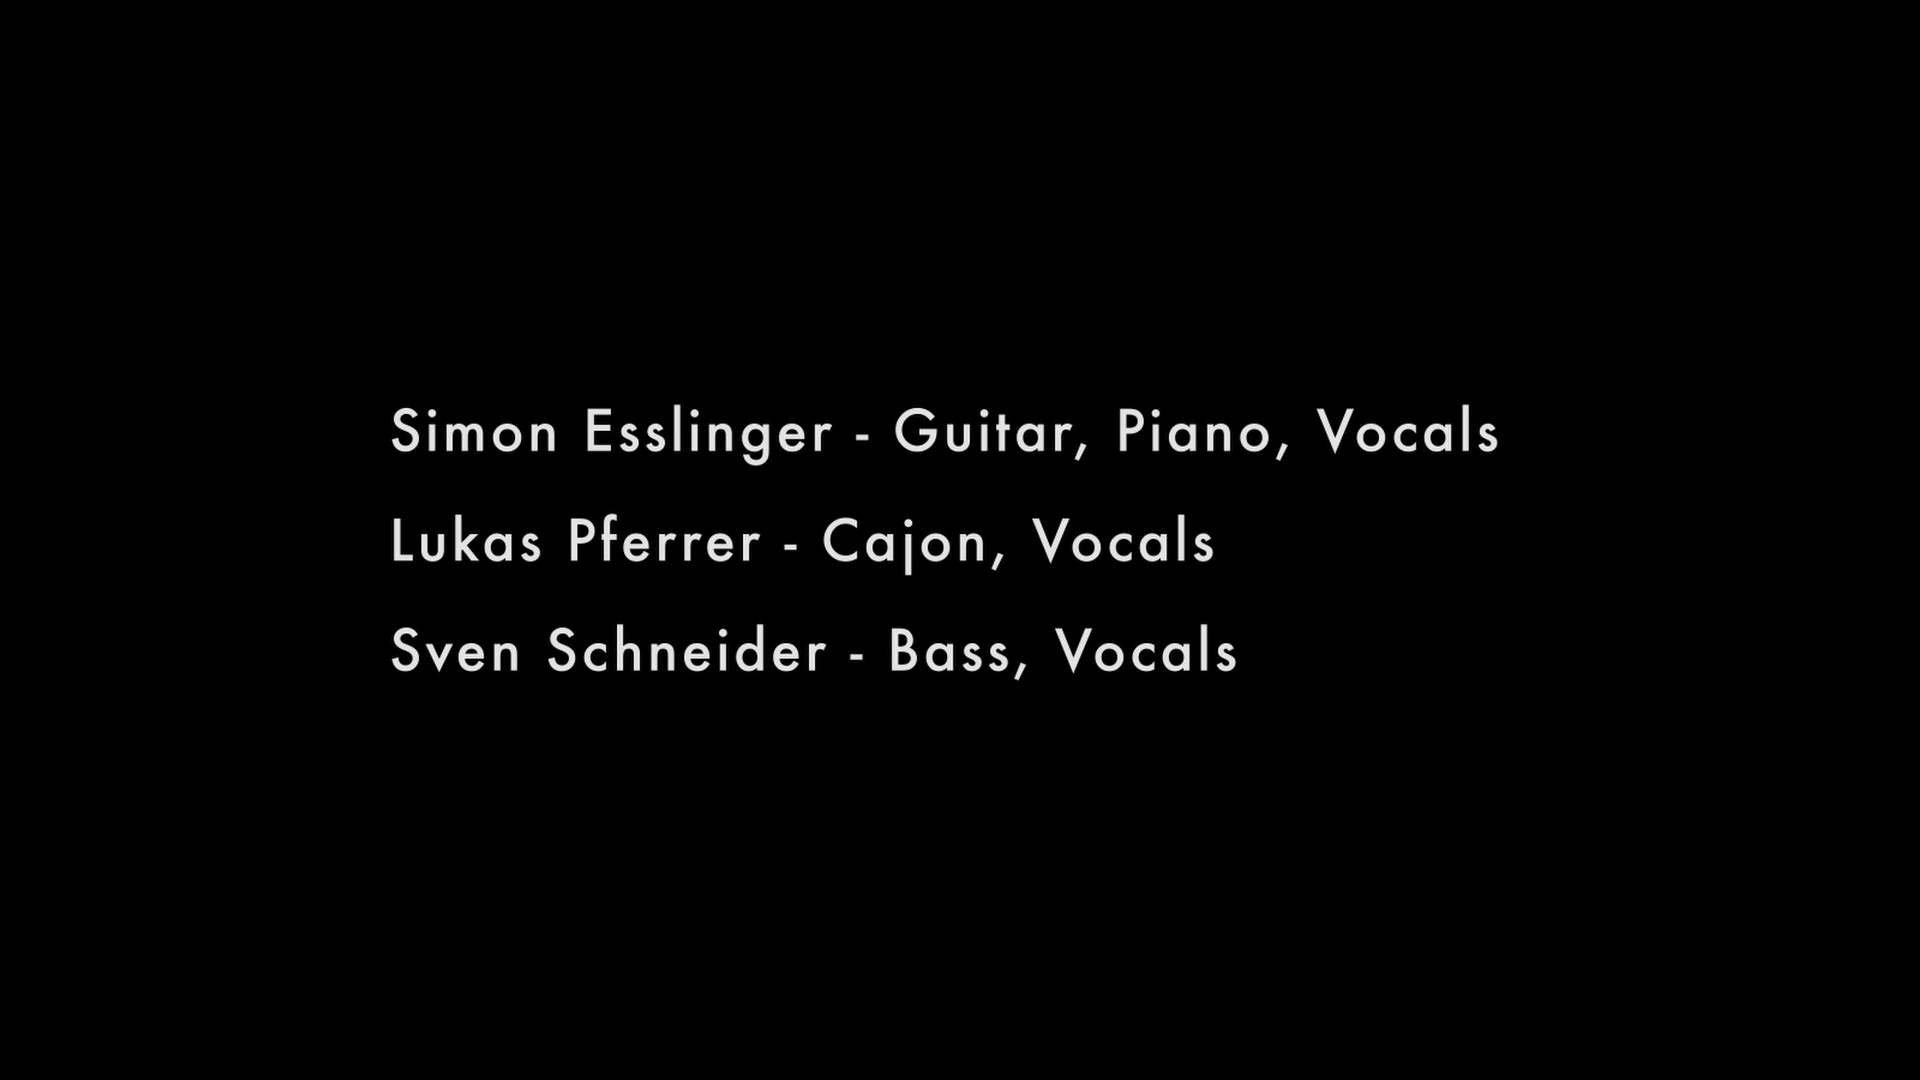 Simon Esslinger - Guitar, Piano, Vocals
Lukas Pferrer - Cajon, Vocals
Sven Schneider - Bass, Vocals